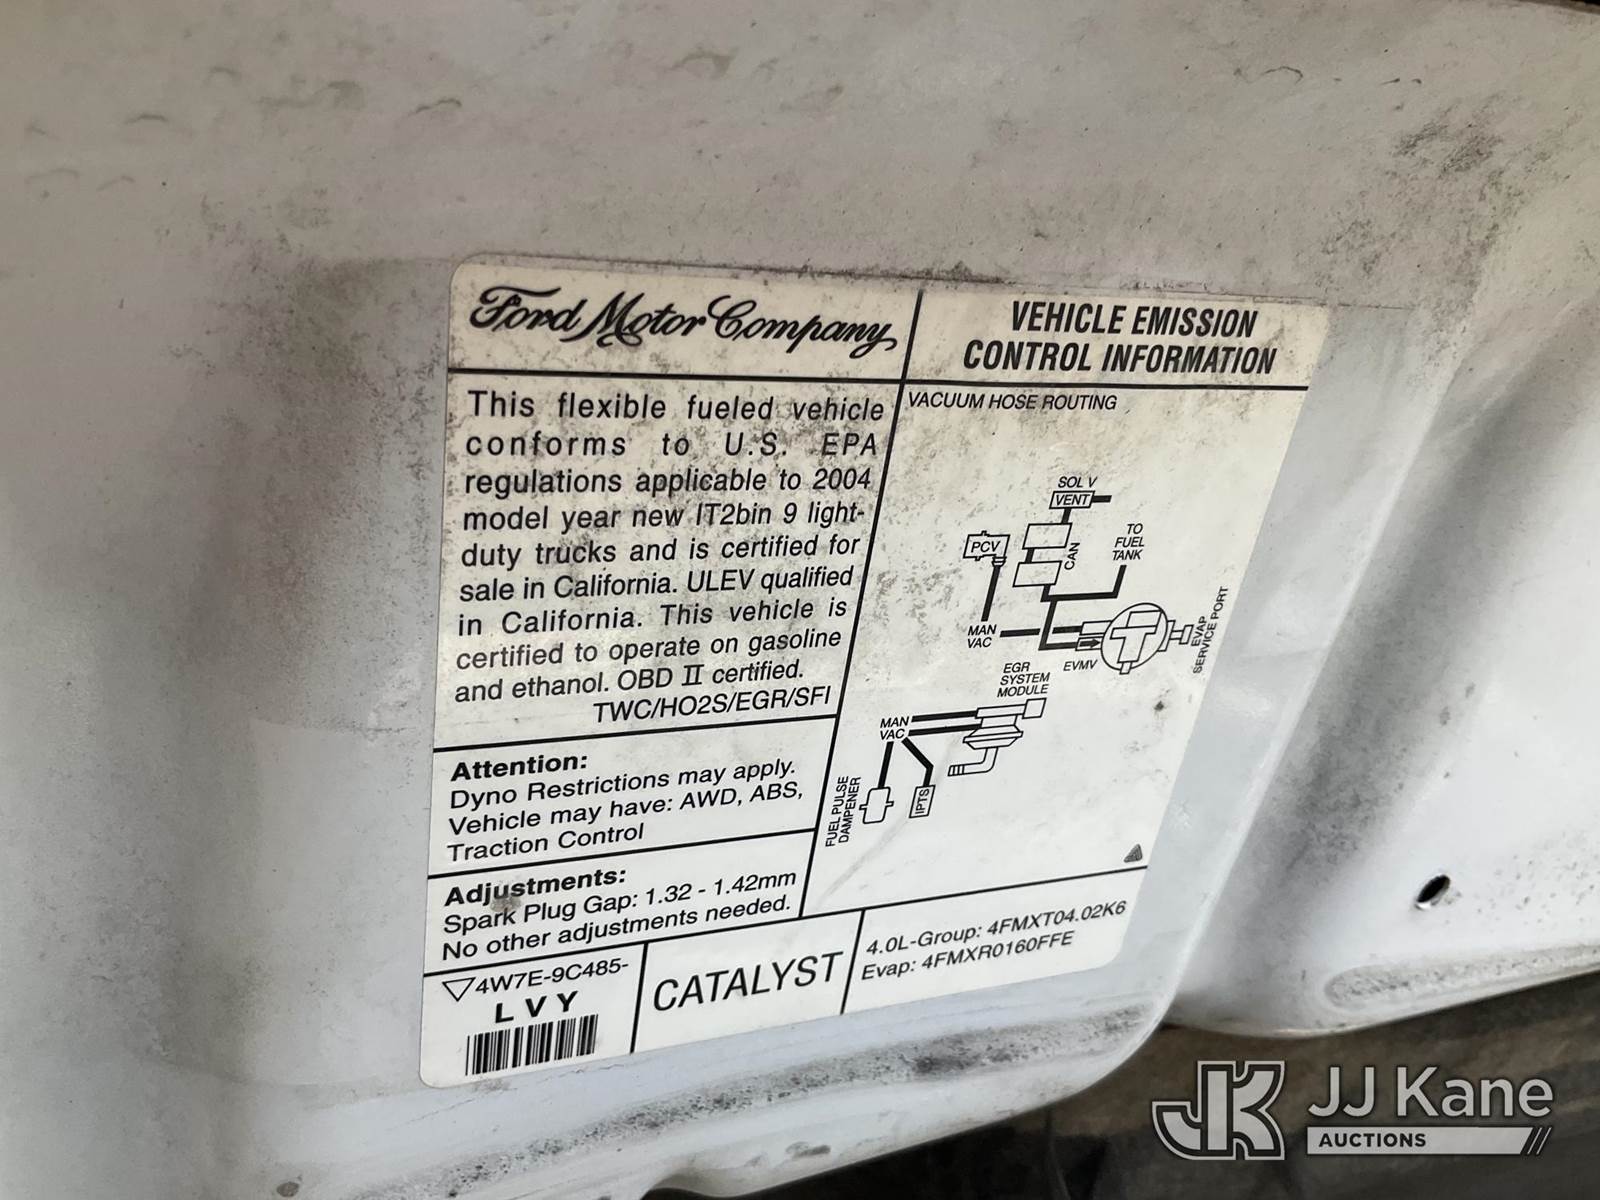 Ford Motor Company
VEHICLE EMISSION
CONTROL INFORMATION
This flexible fueled vehicle
conforms to U.S. EPA
regulations applicable to 2004
model year new IT2bin 9 light-
duty trucks and is certified for
sale in California. ULEV qualified
in California. This vehicle is
certified to operate on gasoline
and ethanol. OBD II certified.
TWC/HO2S/EGR/SFI
Attention:
Dyno Restrictions may apply.
Vehicle may have: AWD, ABS,
Traction Control
Adjustments:
Spark Plug Gap: 1.32 - 1.42mm
No other adjustments needed.
VACUUM HOSE ROUTING
SOL V
VENT
PCV
CAN
TO
FUEL
TANK
MAN
VAC
EVMV
EVAP
SERVICE PORT
EGR
SYSTEM
MODULE
MAN
VAC
FUEL PULSE
DAMPENER
IPTS
4W7E-9C485-
LVY
CATALYST
4.0L-Group: 4FMXT04.02K6
Evap: 4FMXR0160FFE
JK JJ Kane
AUCTIONS